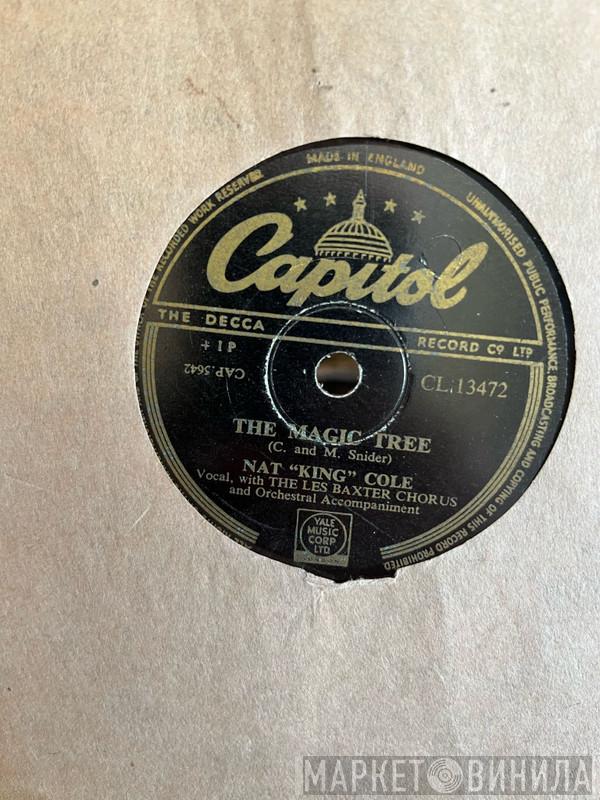 MADE IN ENGLAND
THE RECORDED WORK RESERVED
UNAUTHORISED PUBLIC PERFORMANCE, BROADCASTING AND COPYING OF THIS RECORD PROHIBITED
Capitol
THE DECCA
RECORD CO LTD
+ I P
CAP.5642
CL.13472
THE MAGIC TREE
(C. and M. Snider)
NAT "KING" COLE
Vocal, with THE LES BAXTER CHORUS
and Orchestral Accompaniment
YALE
MUSIC
CORP
LTD
МАРКЕТ ВИНИЛА